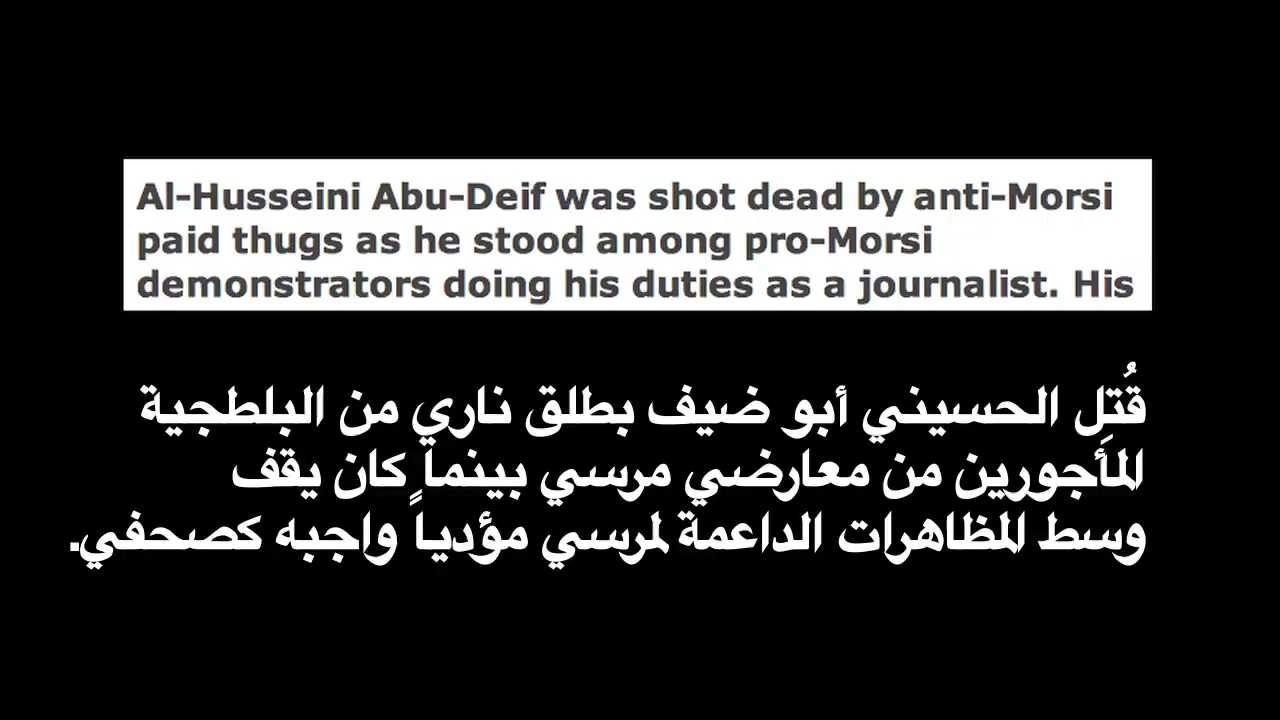 Al-Husseini Abu-Deif was shot dead by anti-Morsi
paid thugs as he stood among pro-Morsi
demonstrators doing his duties as a journalist. His
قُتِل الحسيني أبو ضيف بطلق ناري من البلطجية
المأجورين من معارضي مرسي بينما كان يقف
وسط المظاهرات الداعمة لمرسي مؤدياً واجبه كصحفي.